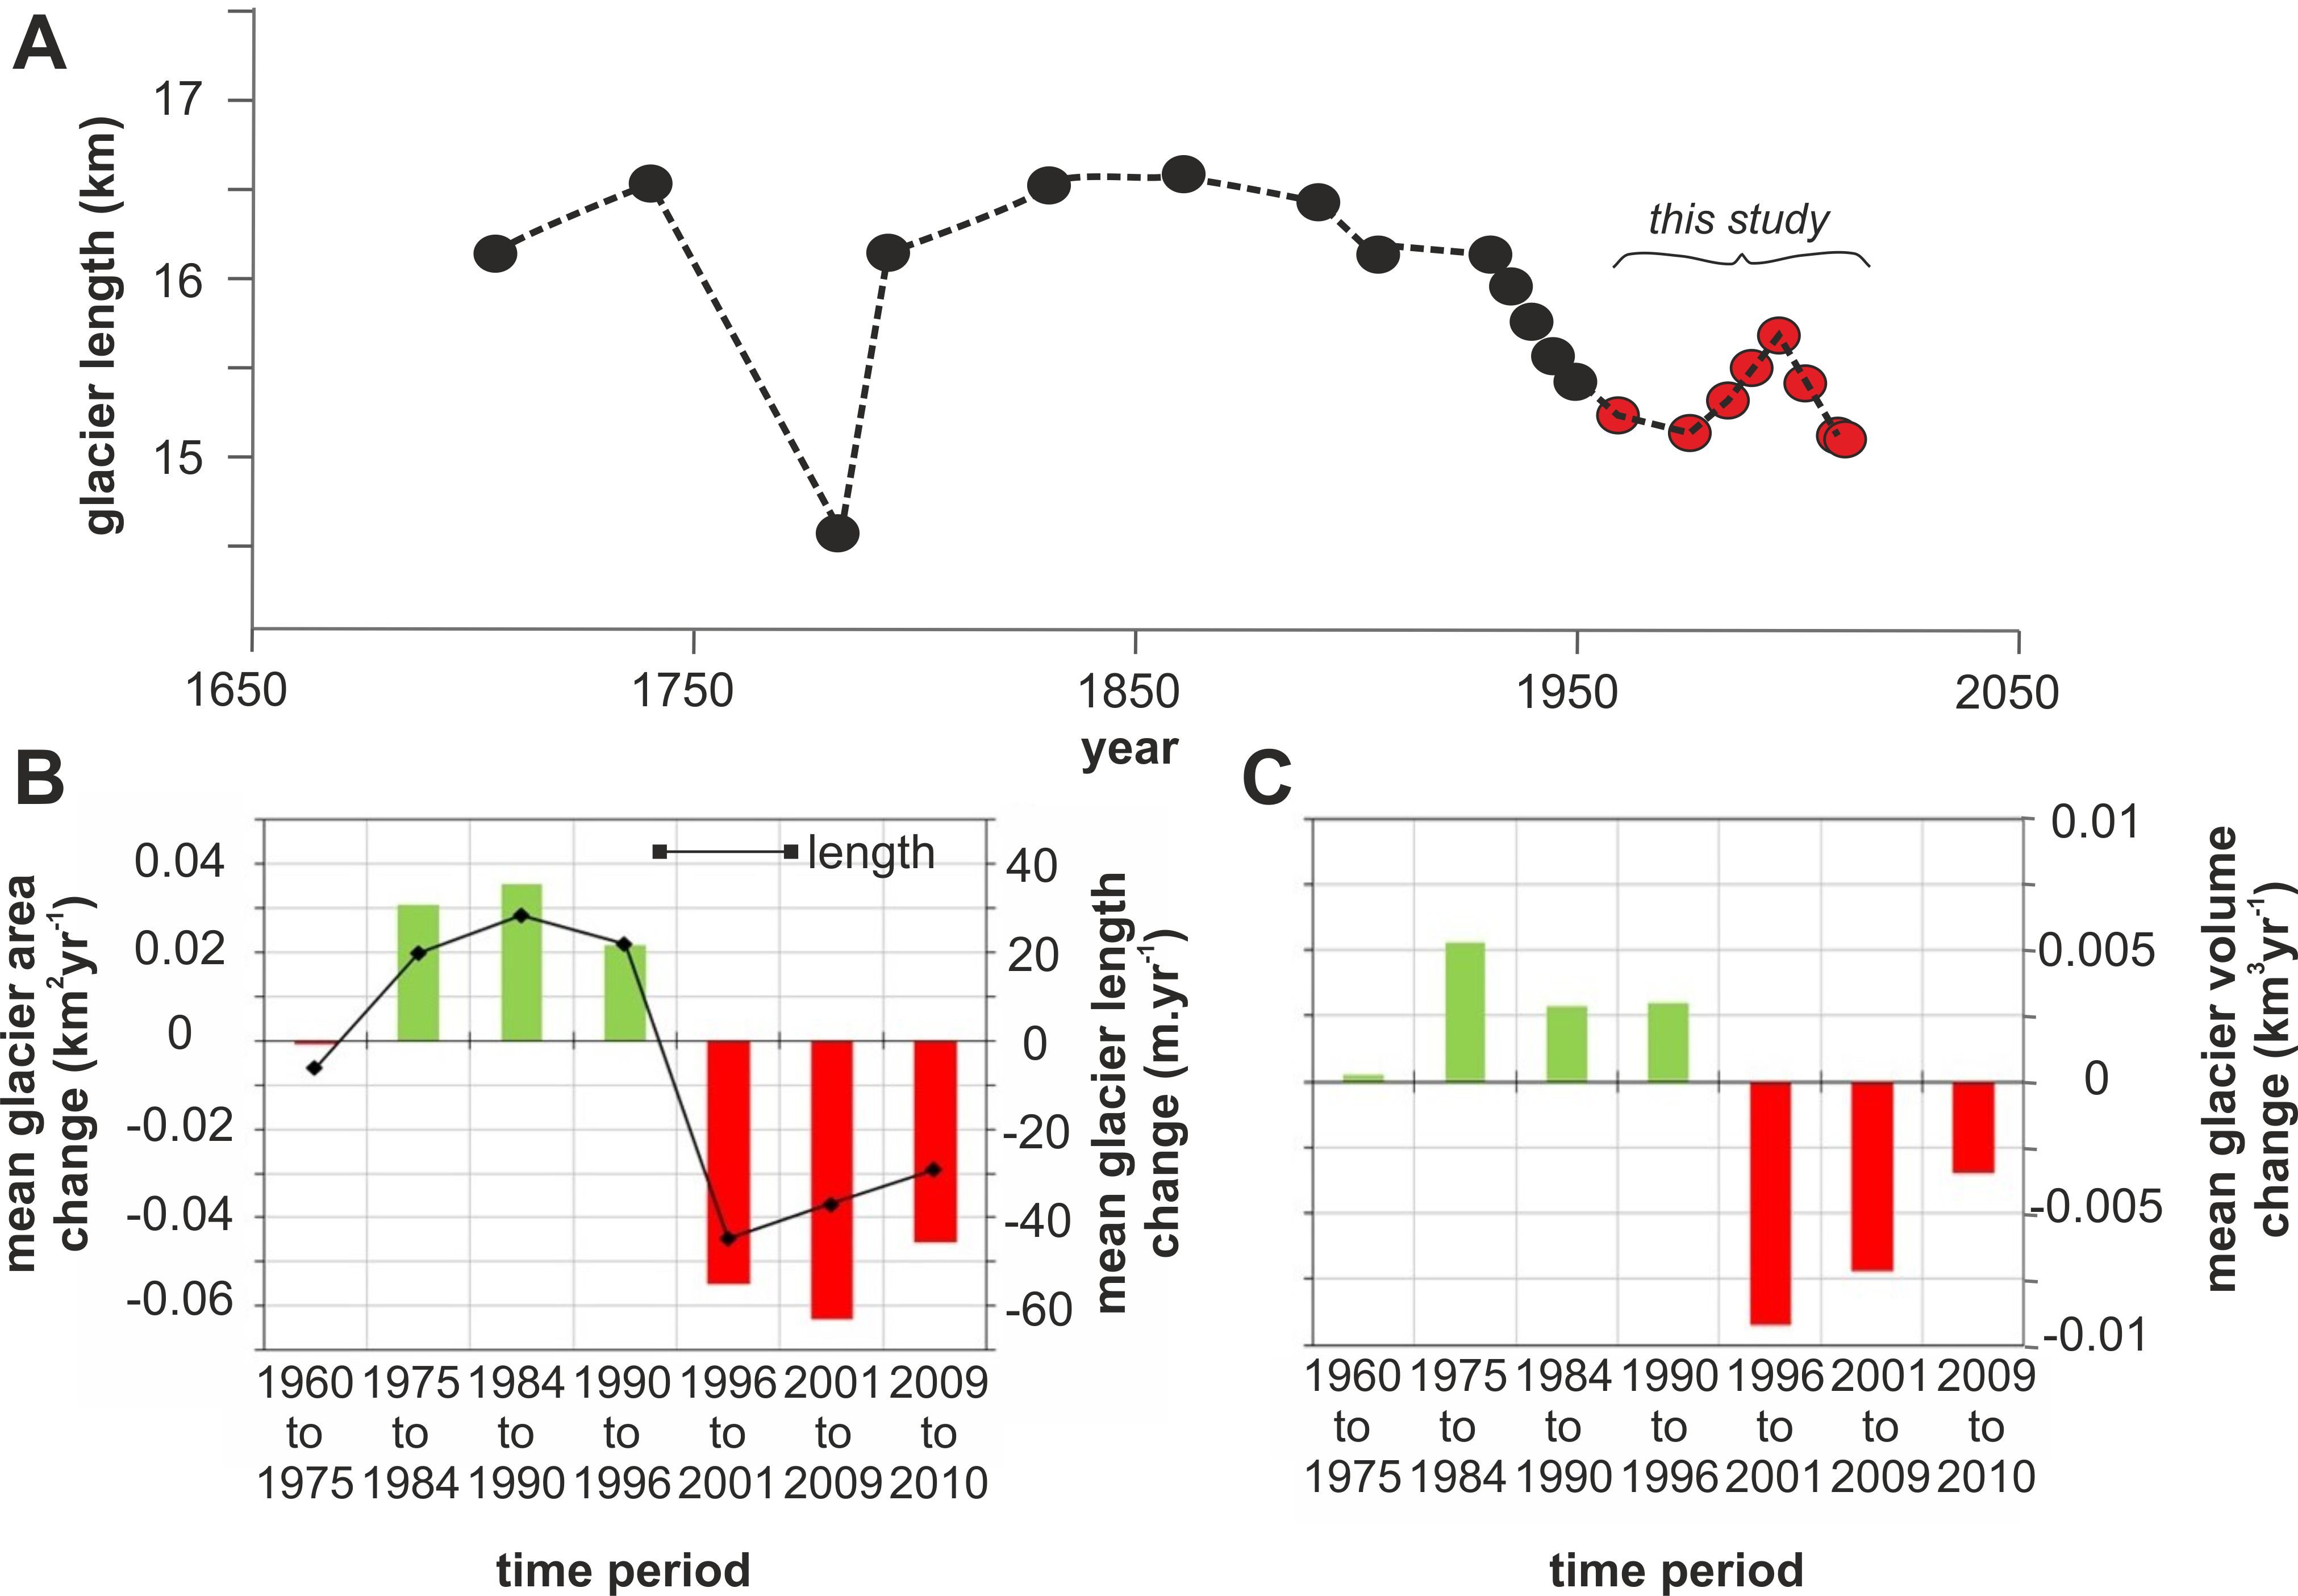 A
glacier length (km)
17
16
15
this study
1650 1750 1850 1950 2050
year
B
mean glacier area
change (km²yr⁻¹)
0.04
0.02
0
-0.02
-0.04
-0.06
length
40
20
0
-20
-40
-60
mean glacier length
change (m.yr⁻¹)
1960 1975 1984 1990 1996 2001 2009
to to to to to to to
1975 1984 1990 1996 2001 2009 2010
time period
C
0.01
0.005
0
-0.005
-0.01
mean glacier volume
change (km³yr⁻¹)
1960 1975 1984 1990 1996 2001 2009
to to to to to to to
1975 1984 1990 1996 2001 2009 2010
time period